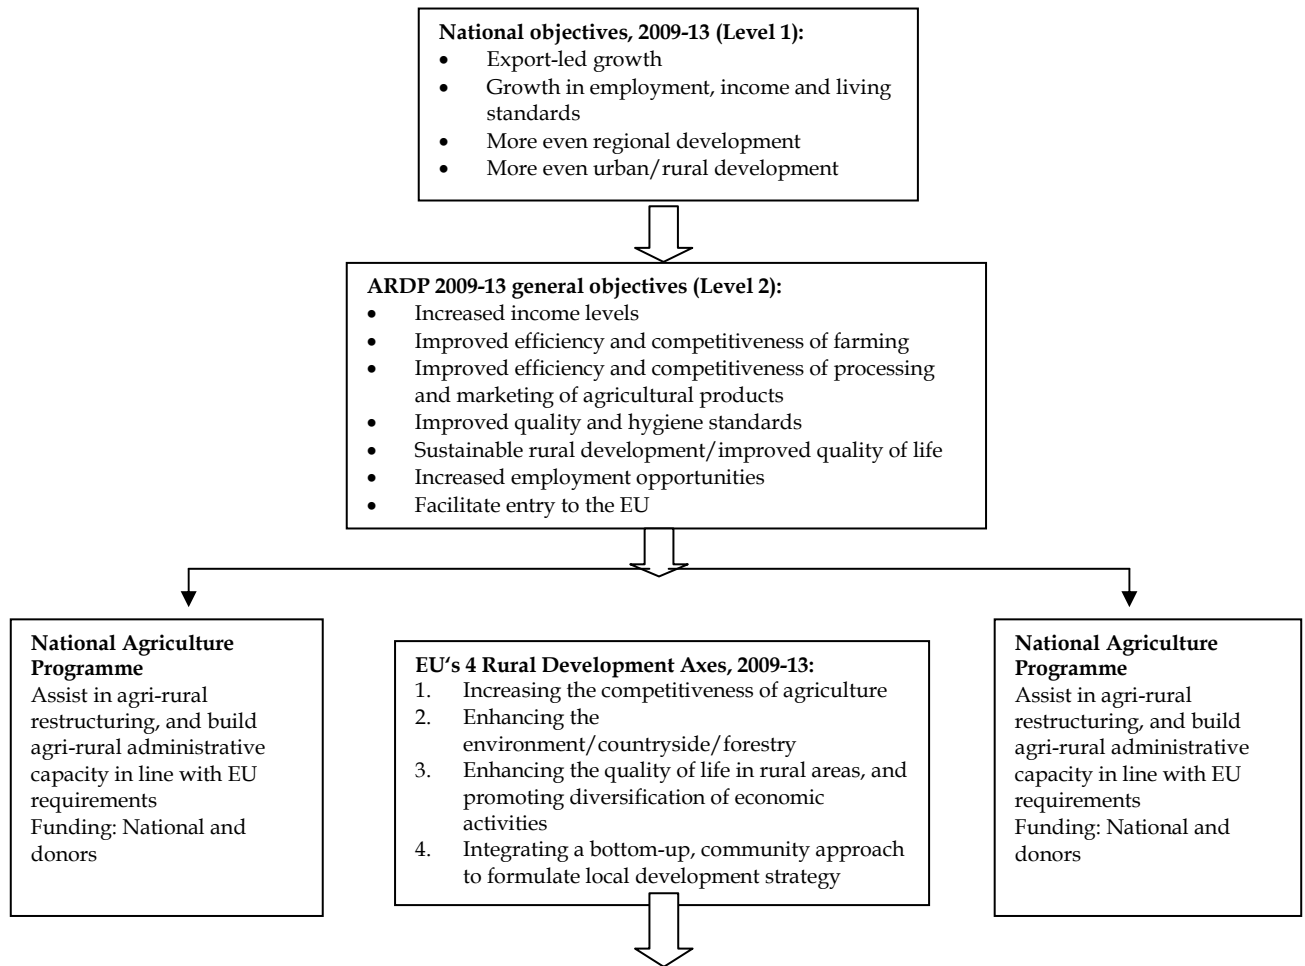 National objectives, 2009-13 (Level 1):
• Export-led growth
• Growth in employment, income and living
standards
• More even regional development
• More even urban/rural development
ARDP 2009-13 general objectives (Level 2):
• Increased income levels
• Improved efficiency and competitiveness of farming
• Improved efficiency and competitiveness of processing
and marketing of agricultural products
• Improved quality and hygiene standards
• Sustainable rural development/improved quality of life
• Increased employment opportunities
• Facilitate entry to the EU
National Agriculture
Programme
Assist in agri-rural
restructuring, and build
agri-rural administrative
capacity in line with EU
requirements
Funding: National and
donors
EU‘s 4 Rural Development Axes, 2009-13:
1. Increasing the competitiveness of agriculture
2. Enhancing the
environment/countryside/forestry
3. Enhancing the quality of life in rural areas, and
promoting diversification of economic
activities
4. Integrating a bottom-up, community approach
to formulate local development strategy
National Agriculture
Programme
Assist in agri-rural
restructuring, and build
agri-rural administrative
capacity in line with EU
requirements
Funding: National and
donors